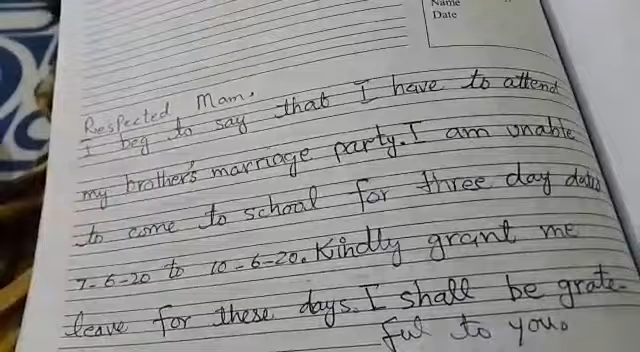 Name
Date
Respected Mam,
I beg to say that I have to attend
my brother's marriage party. I am unable
to come to school for three day dated
7-6-20 to 10-6-20. Kindly grant me
leave for these days. I shall be grate-
ful to you.